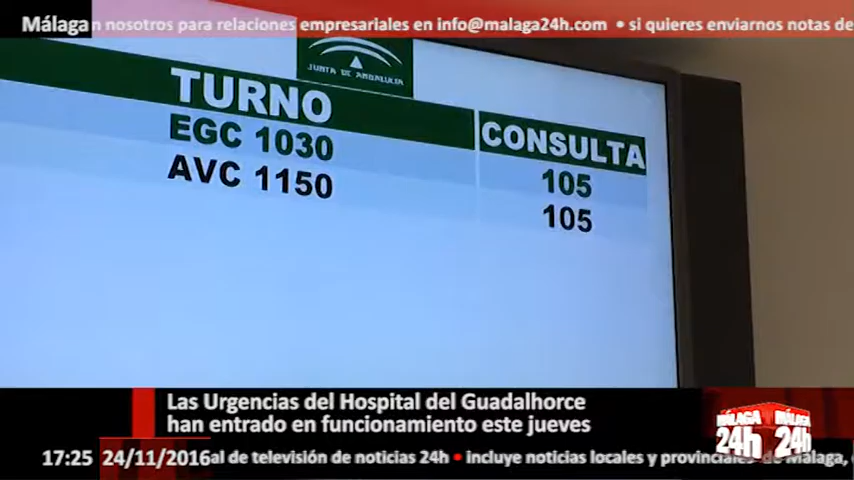 Málaga n nosotros para relaciones empresariales en info@malaga24h.com • si quieres enviarnos notas de
JUNTA DE ANDALUCIA
TURNO CONSULTA
EGC 1030 105
AVC 1150 105
Las Urgencias del Hospital del Guadalhorce
han entrado en funcionamiento este jueves
MÁLAGA 24h MÁLAGA 24h
17:25 24/11/2016 al de televisión de noticias 24h • incluye noticias locales y provinciales de Málaga,